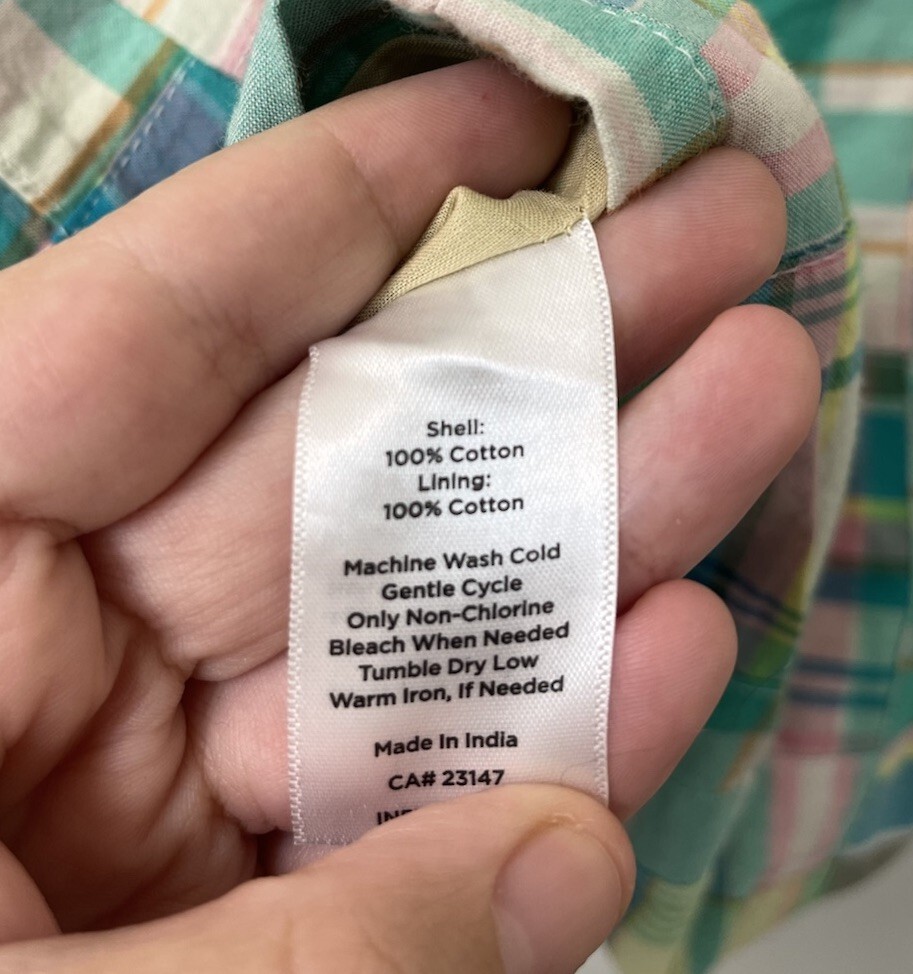 Shell:
100% Cotton
Lining:
100% Cotton
Machine Wash Cold
Gentle Cycle
Only Non-Chlorine
Bleach When Needed
Tumble Dry Low
Warm Iron, If Needed
Made In India
CA# 23147